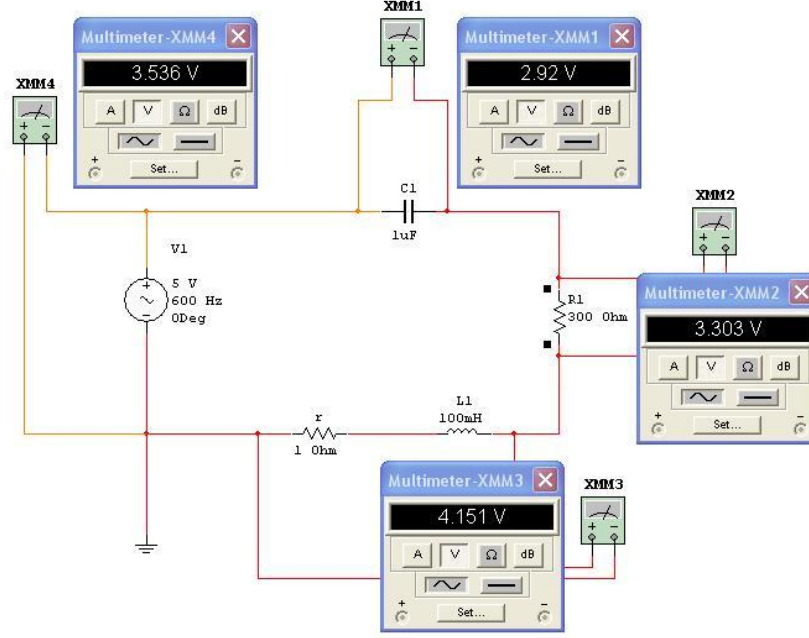 Multimeter-XMM4
3.536 V
A V Ω dB
Set...
+ -
XMM4
+ -
XMM1
+ -
Multimeter-XMM1
2.92 V
A V Ω dB
Set...
+ -
C1
1uF
V1
5 V
600 Hz
0Deg
+
-
XMM2
+ -
R1
300 Ohm
Multimeter-XMM2
3.303 V
A V Ω dB
Set...
+ -
r
1 Ohm
L1
100mH
Multimeter-XMM3
4.151 V
A V Ω dB
Set...
+ -
XMM3
+ -